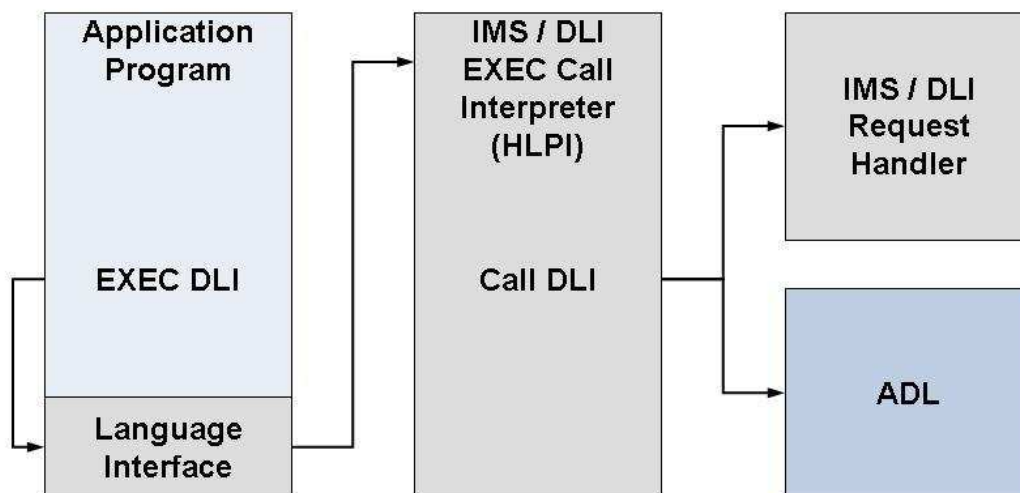 Application
Program
EXEC DLI
Language
Interface
IMS / DLI
EXEC Call
Interpreter
(HLPI)
Call DLI
IMS / DLI
Request
Handler
ADL